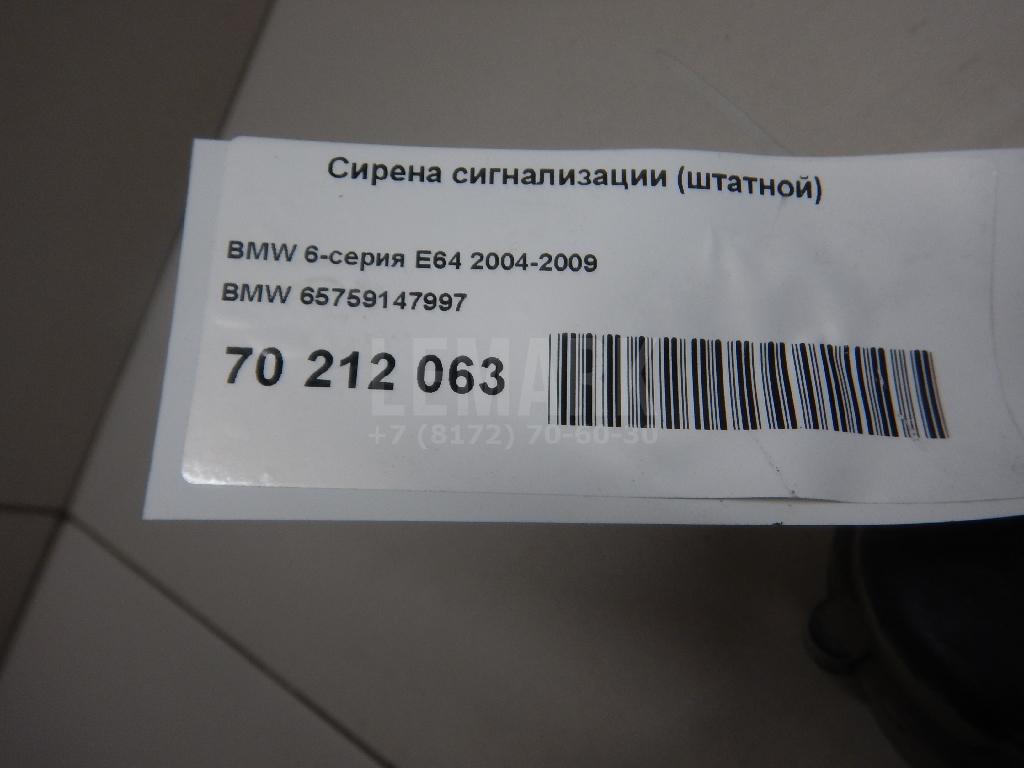 Сирена сигнализации (штатной)
BMW 6-серия E64 2004-2009
BMW 65759147997
70 212 063
LEMARK
+7 (8172) 70-60-30